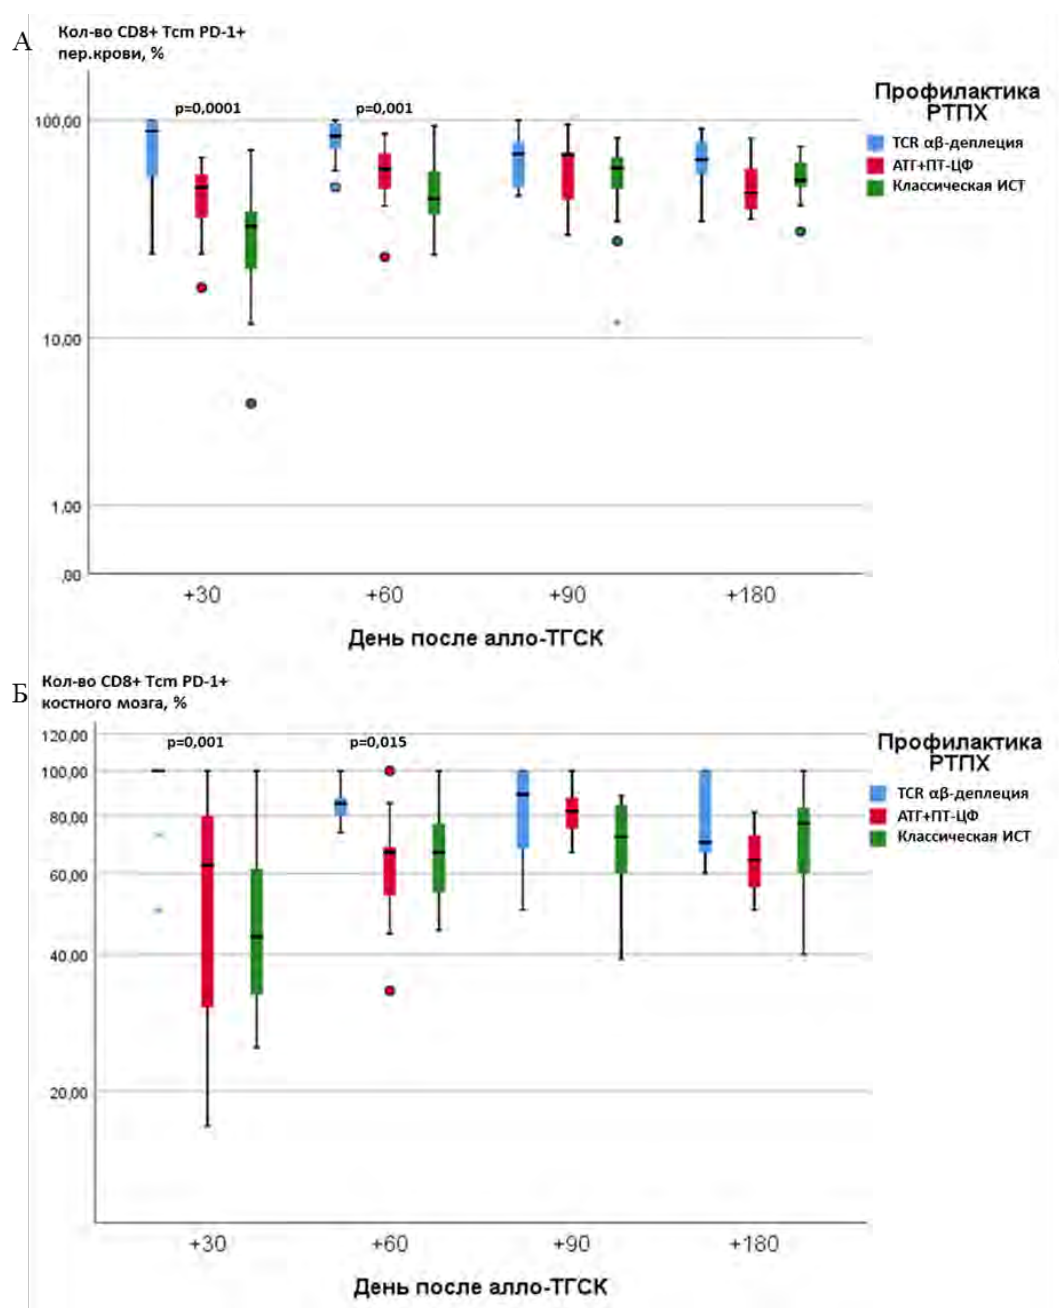 А
Кол-во CD8+ Tcm PD-1+
пер.крови, %
p=0,0001
p=0,001
100,00
10,00
1,00
,00
+30
+60
+90
+180
День после алло-ТГСК
Профилактика
РТПХ
TCR αβ-деплеция
АТГ+ПТ-ЦФ
Классическая ИСТ
Б
Кол-во CD8+ Tcm PD-1+
костного мозга, %
p=0,001
p=0,015
120,00
100,00
80,00
60,00
40,00
20,00
+30
+60
+90
+180
День после алло-ТГСК
Профилактика
РТПХ
TCR αβ-деплеция
АТГ+ПТ-ЦФ
Классическая ИСТ